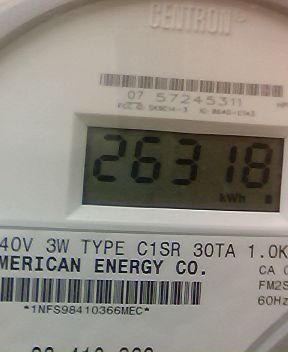 CENTRON
07 57245311
26318
kWh
40V 3W TYPE C1SR 30TA 1.0K
MERICAN ENERGY CO.
CA 0
FM2S
60Hz
*1NFS98410366MEC*